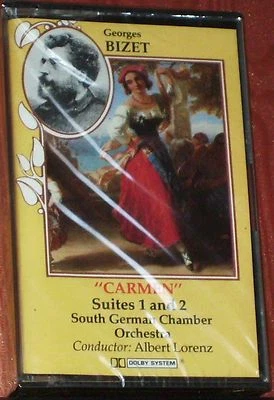 Georges
BIZET
"CARMEN"
Suites 1 and 2
South German Chamber
Orchestra
Conductor: Albert Lorenz
DOLBY SYSTEM